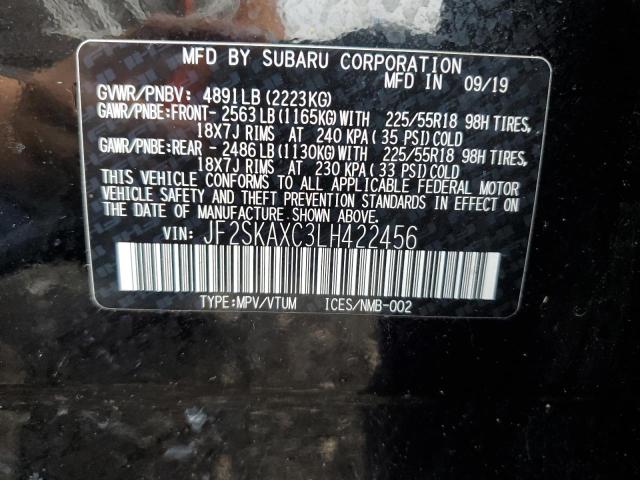 MFD BY SUBARU CORPORATION
MFD IN 09/19
GVWR/PNBV: 4891LB (2223KG)
GAWR/PNBE:FRONT- 2563LB (1165KG) WITH 225/55R18 98H TIRES,
18X7J RIMS AT 240 KPA (35 PSI) COLD
GAWR/PNBE:REAR - 2486LB (1130KG) WITH 225/55R18 98H TIRES,
18X7J RIMS AT 230 KPA (33 PSI) COLD
THIS VEHICLE CONFORMS TO ALL APPLICABLE FEDERAL MOTOR
VEHICLE SAFETY AND THEFT PREVENTION STANDARDS IN EFFECT
ON THE DATE OF MANUFACTURE SHOWN ABOVE.
VIN: JF2SKAXC3LH422456
TYPE:MPV/VTUM ICES/NMB-002